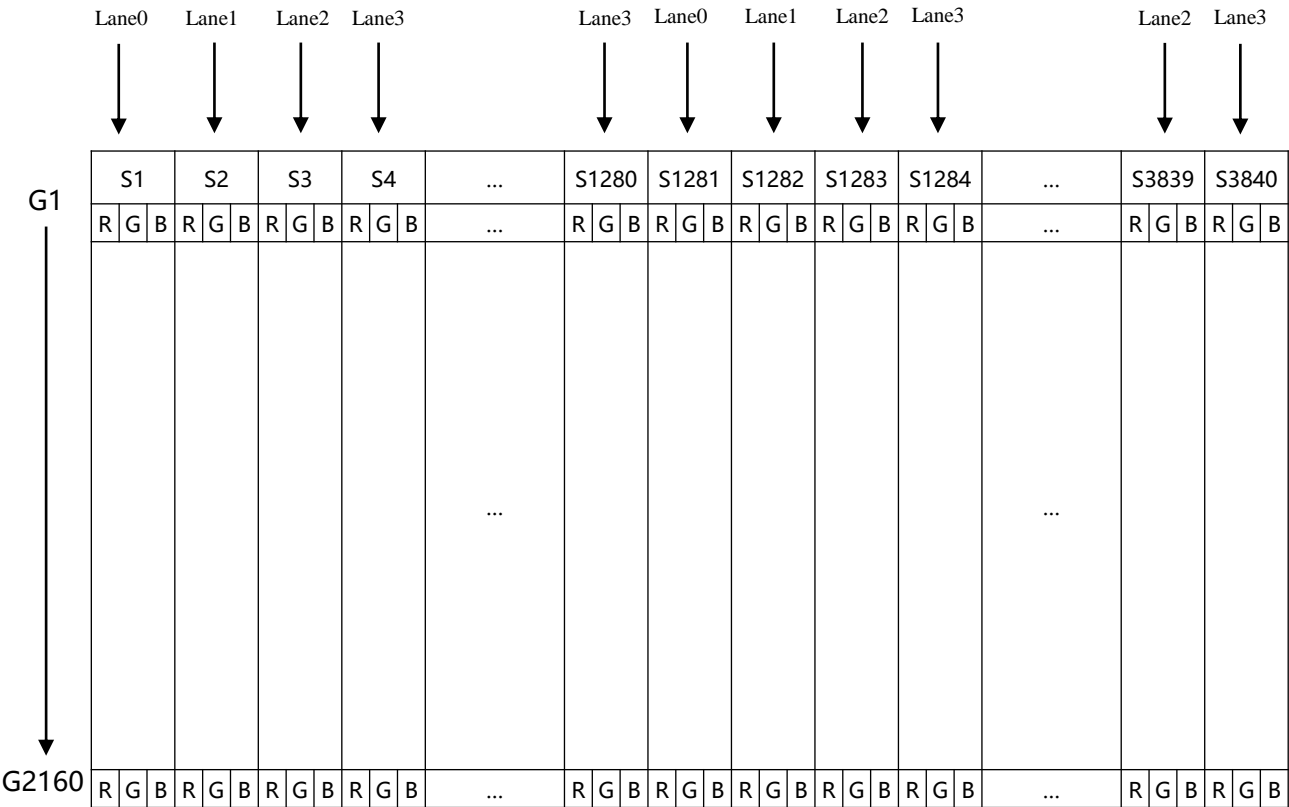 Lane0 Lane1 Lane2 Lane3 Lane3 Lane0 Lane1 Lane2 Lane3 Lane2 Lane3
S1 S2 S3 S4 ... S1280 S1281 S1282 S1283 S1284 ... S3839 S3840
G1
R G B R G B R G B R G B ... R G B R G B R G B R G B R G B ... R G B R G B
... ...
G2160 R G B R G B R G B R G B ... R G B R G B R G B R G B R G B ... R G B R G B